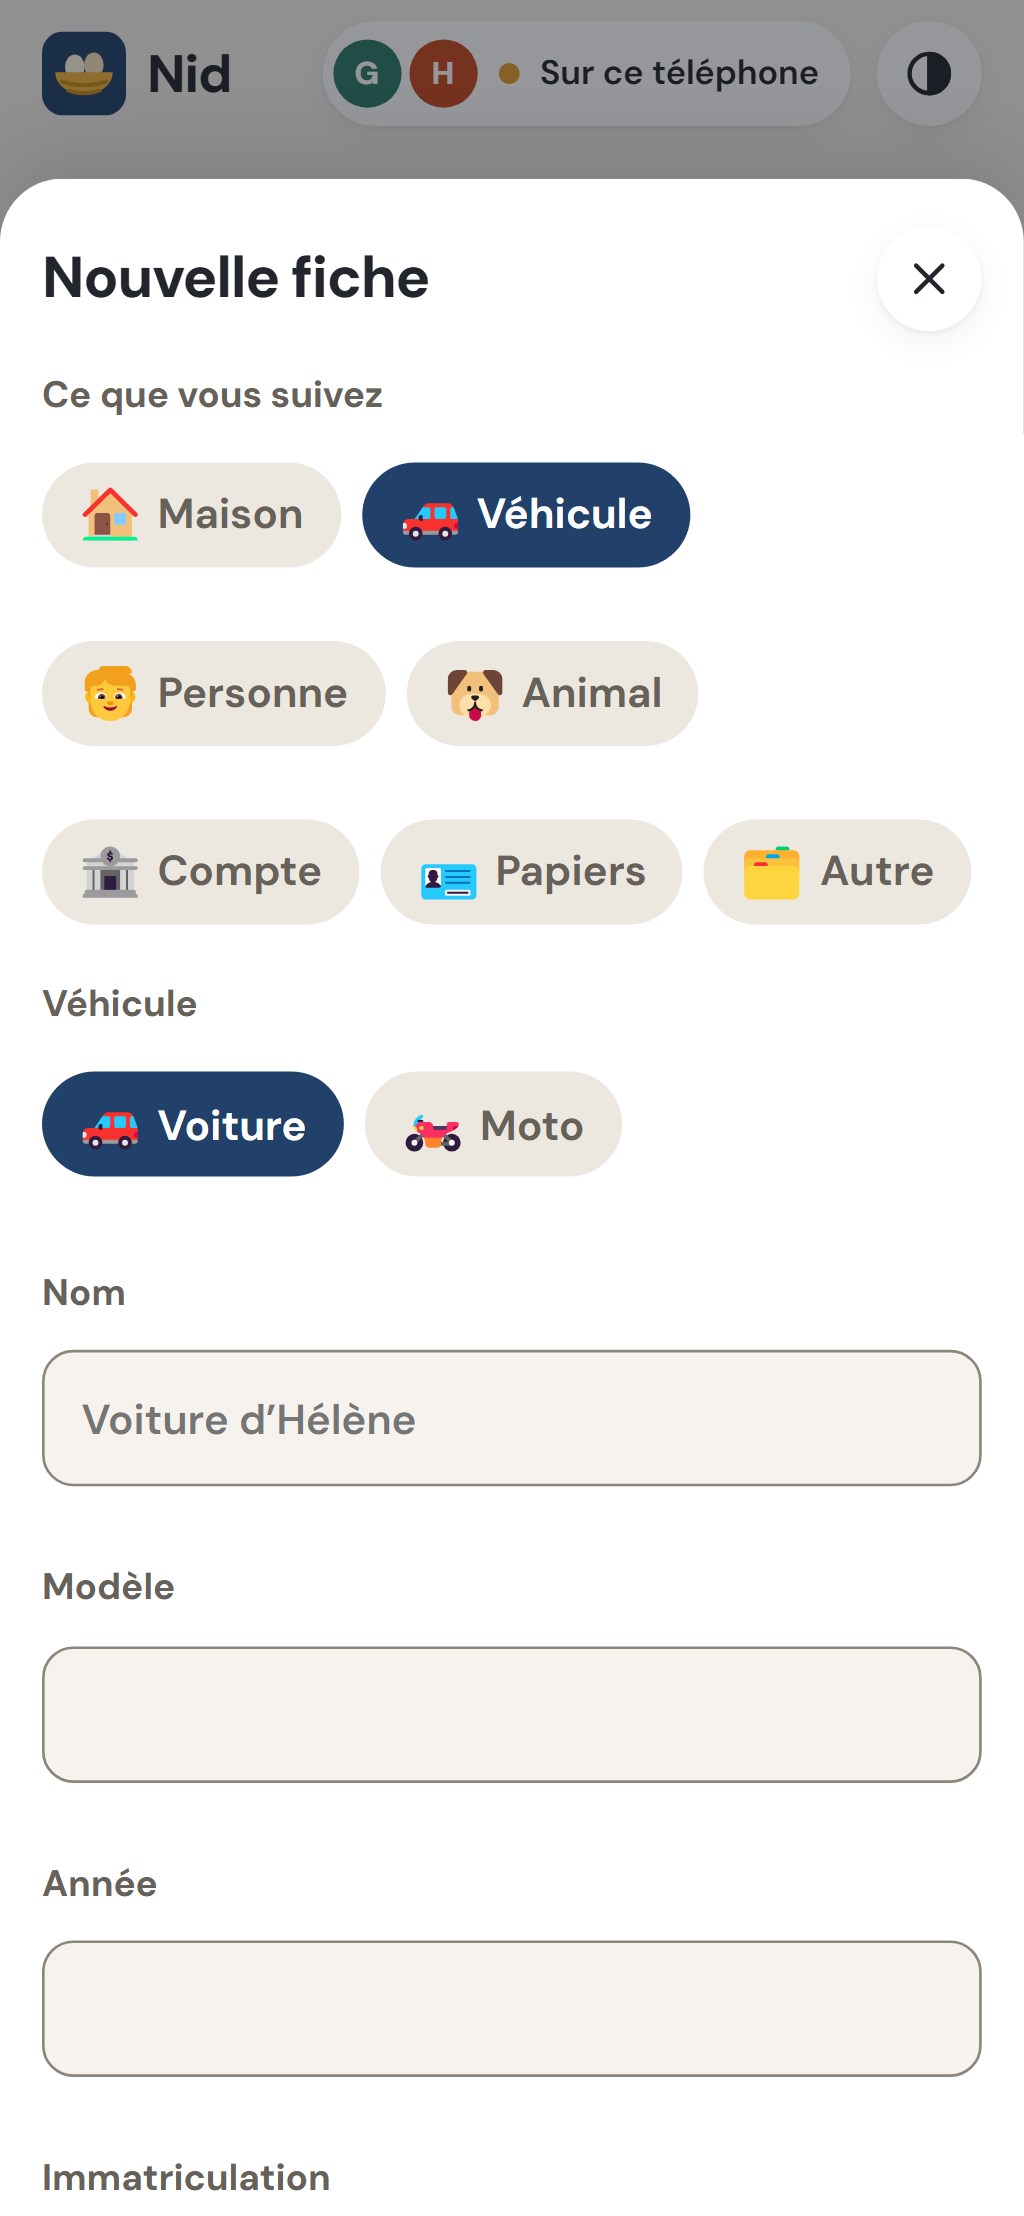 Nid
G H Sur ce téléphone
Nouvelle fiche
Ce que vous suivez
Maison Véhicule
Personne Animal
Compte Papiers Autre
Véhicule
Voiture Moto
Nom
Voiture d’Hélène
Modèle
Année
Immatriculation